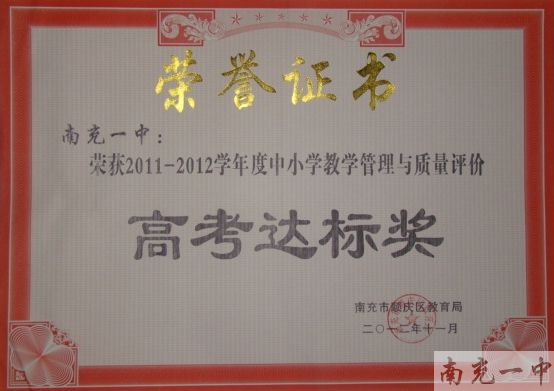 荣誉证书
南充一中：
荣获2011-2012学年度中小学教学管理与质量评价
高考达标奖
南充市顺庆区教育局
二〇一二年十一月
南充一中